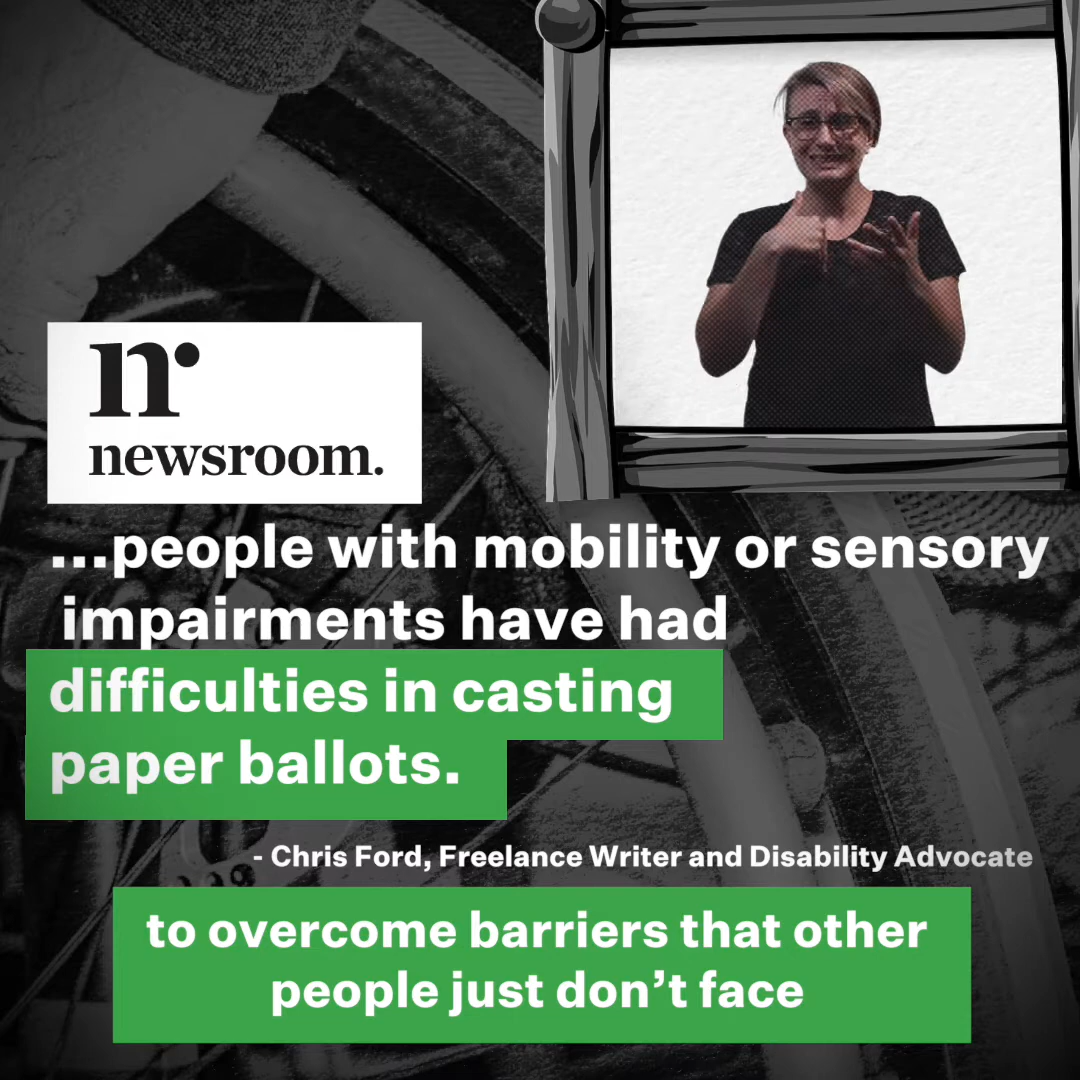 n
newsroom.
...people with mobility or sensory
impairments have had
difficulties in casting
paper ballots.
- Chris Ford, Freelance Writer and Disability Advocate
to overcome barriers that other
people just don’t face